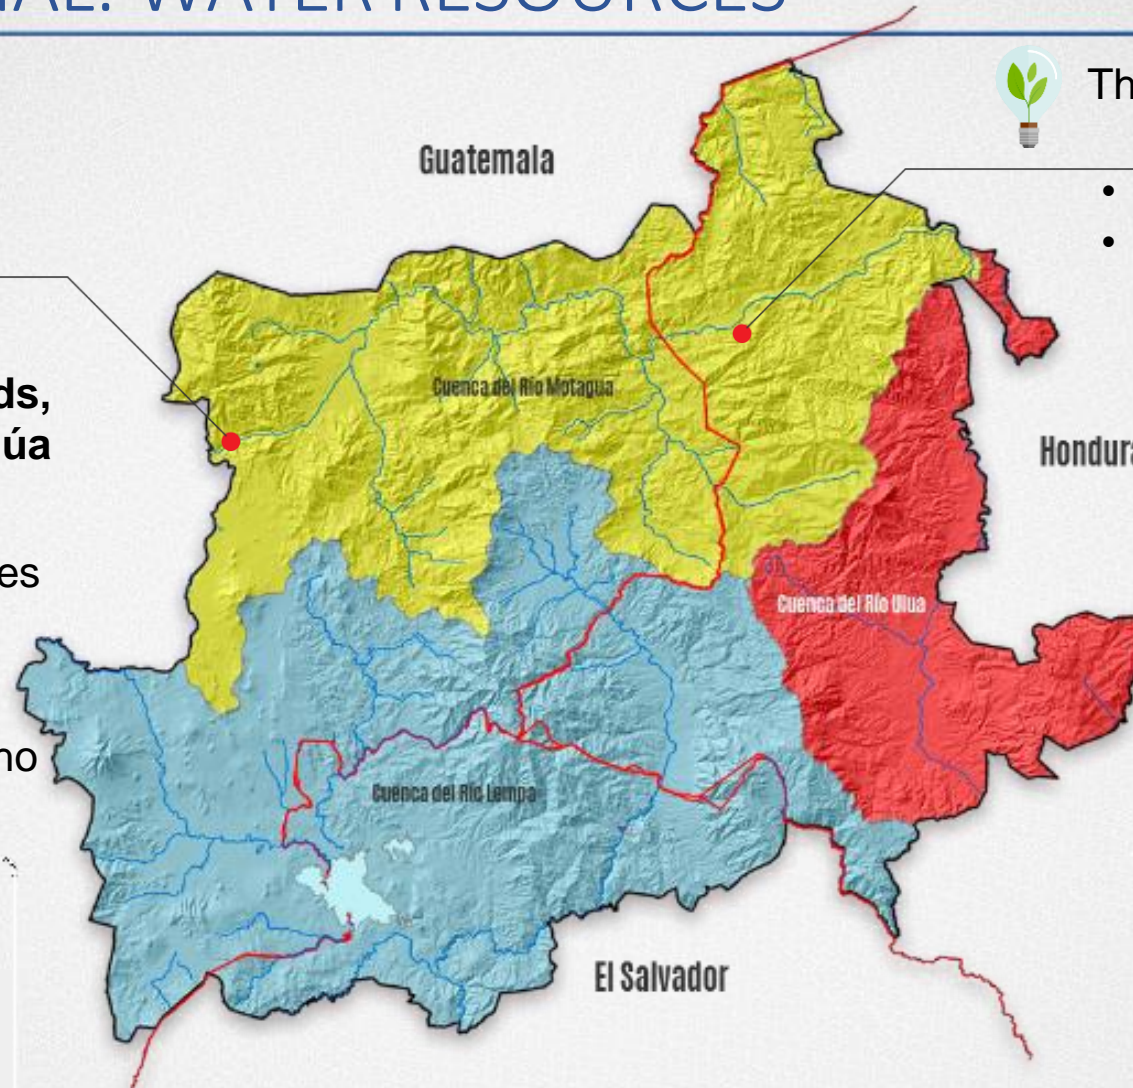 NAL: WATER RESOURCES
Th
Guatemala
•
•
ds,
úa
Cuenca del Río Motagua
Hondura
es
Cuenca del Río Ulua
no
Cuenca del Río Lempa
El Salvador